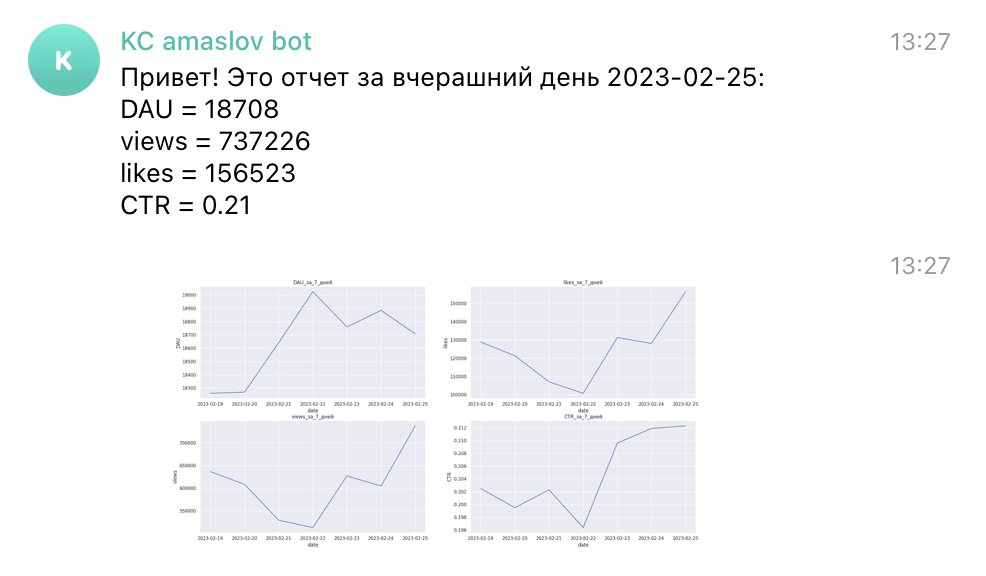 K
KC amaslov bot
13:27
Привет! Это отчет за вчерашний день 2023-02-25:
DAU = 18708
views = 737226
likes = 156523
CTR = 0.21
13:27
DAU_за_7_дней
DAU
19000
18900
18800
18700
18600
18500
18400
18300
2023-02-19 2023-02-20 2023-02-21 2023-02-22 2023-02-23 2023-02-24 2023-02-25
date
likes_за_7_дней
likes
150000
140000
130000
120000
110000
100000
2023-02-19 2023-02-20 2023-02-21 2023-02-22 2023-02-23 2023-02-24 2023-02-25
date
views_за_7_дней
views
700000
650000
600000
550000
2023-02-19 2023-02-20 2023-02-21 2023-02-22 2023-02-23 2023-02-24 2023-02-25
date
CTR_за_7_дней
CTR
0.212
0.210
0.208
0.206
0.204
0.202
0.200
0.198
0.196
2023-02-19 2023-02-20 2023-02-21 2023-02-22 2023-02-23 2023-02-24 2023-02-25
date